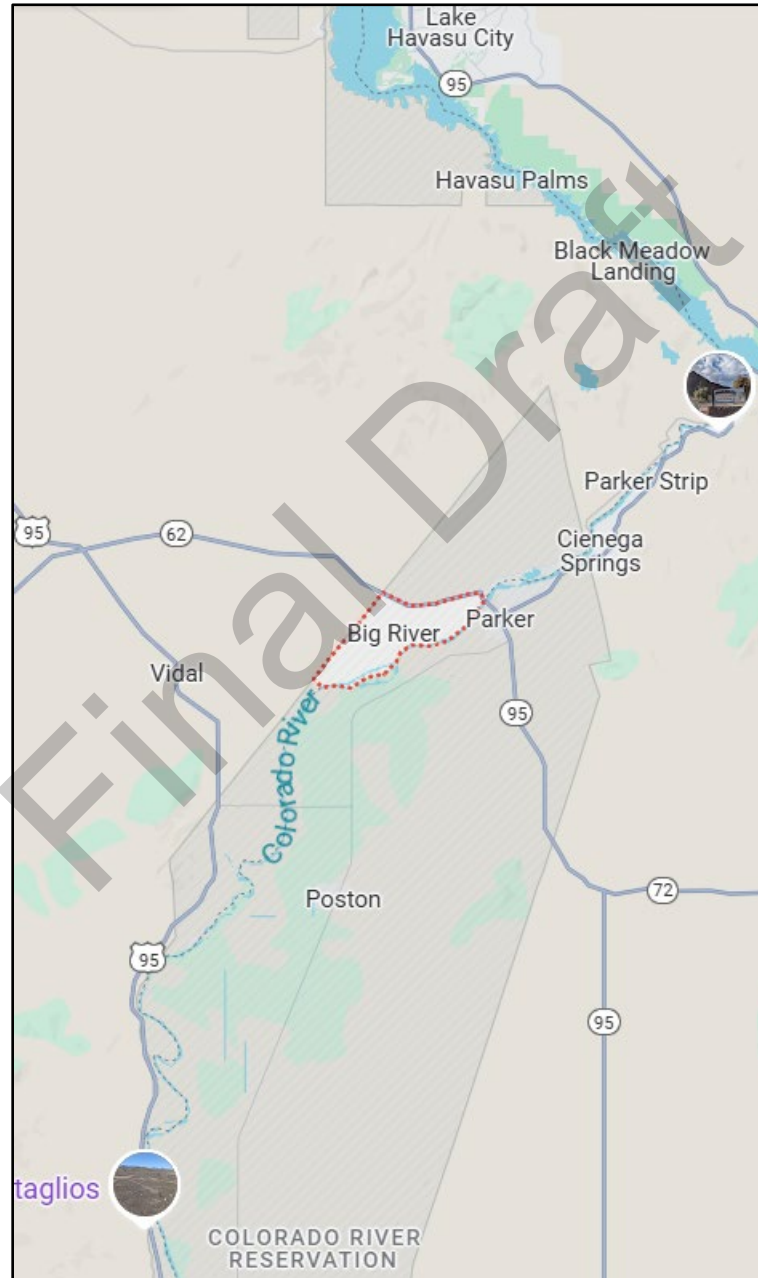 Lake
Havasu City
95
Havasu Palms
Black Meadow
Landing
Parker Strip
95
62
Cienega
Springs
Big River
Parker
Vidal
95
Colorado River
72
Poston
95
95
taglios
COLORADO RIVER
RESERVATION
Final Draft